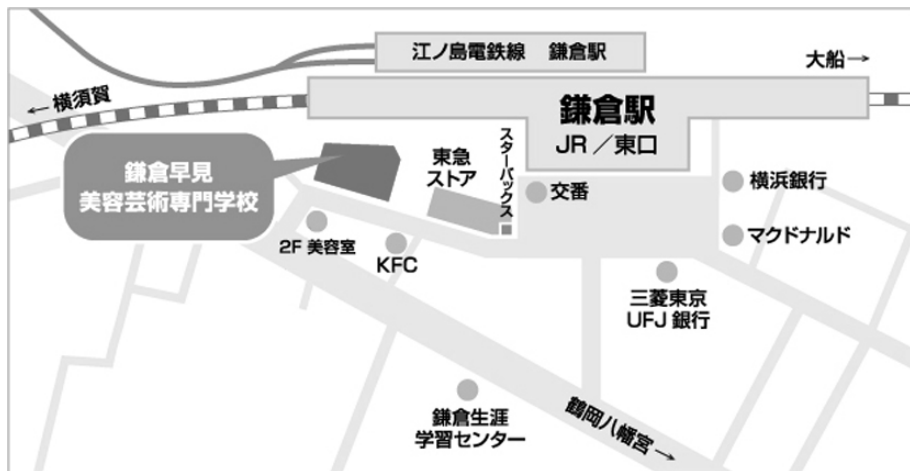 江ノ島電鉄線 鎌倉駅
大船→
←横須賀
鎌倉駅
JR／東口
鎌倉早見
美容芸術専門学校
東急
ストア
スターバックス
交番
横浜銀行
マクドナルド
2F 美容室
KFC
三菱東京
UFJ 銀行
鎌倉生涯
学習センター
鶴岡八幡宮→